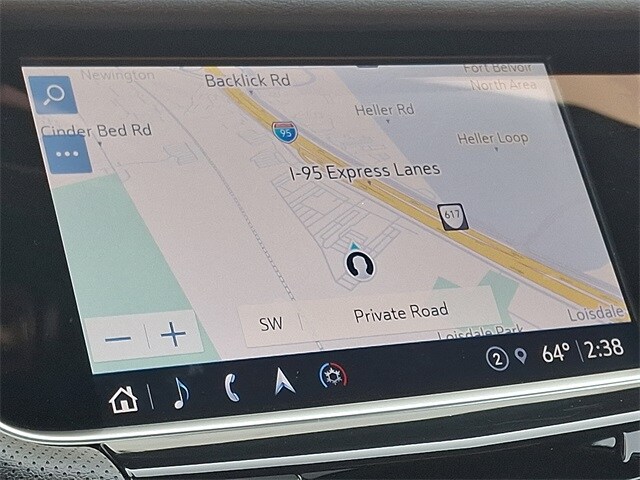 Newington
Backlick Rd
Fort Belvoir
North Area
Heller Rd
Cinder Bed Rd
95
Heller Loop
I-95 Express Lanes
617
SW
Private Road
Loisdale
Loisdale Park
2
64°
2:38